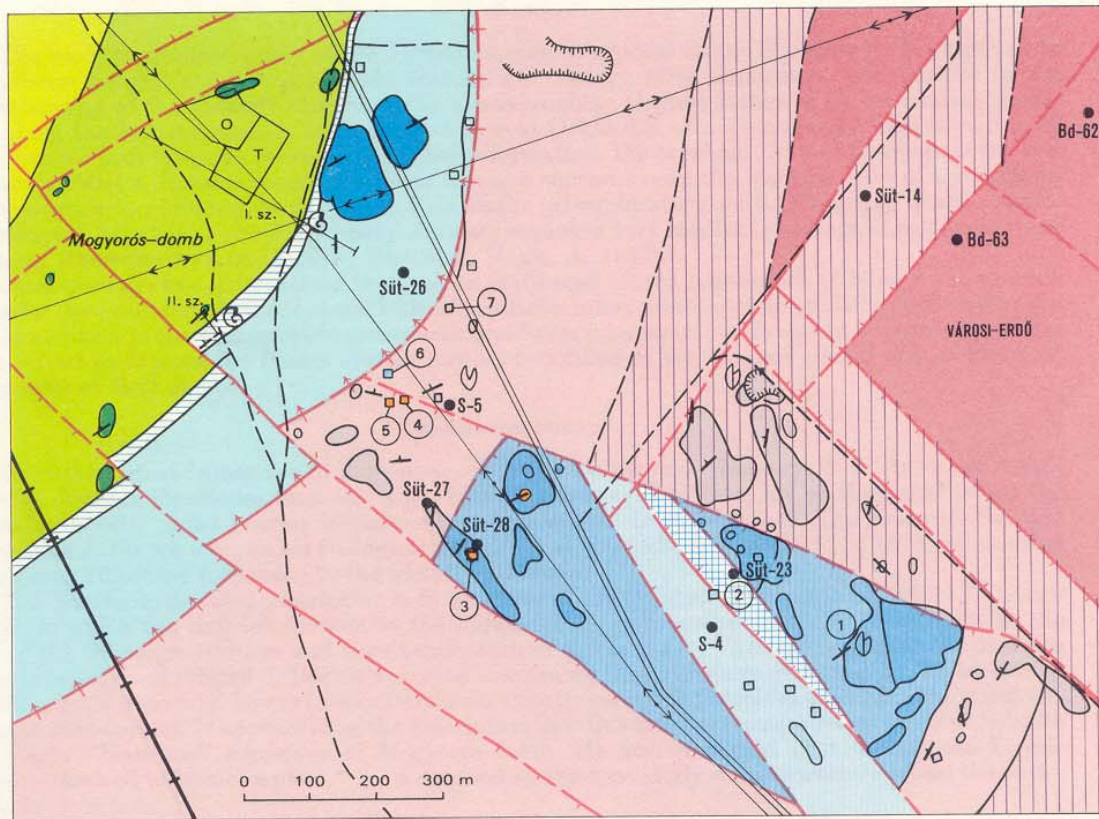 Bd-62
O
T
Süt-14
I. sz.
Mogyorós-domb
Bd-63
Süt-26
II. sz.
7
VÁROSI-ERDŐ
6
S-5
5
4
Süt-27
Süt-28
Süt-23
3
2
1
S-4
0 100 200 300 m